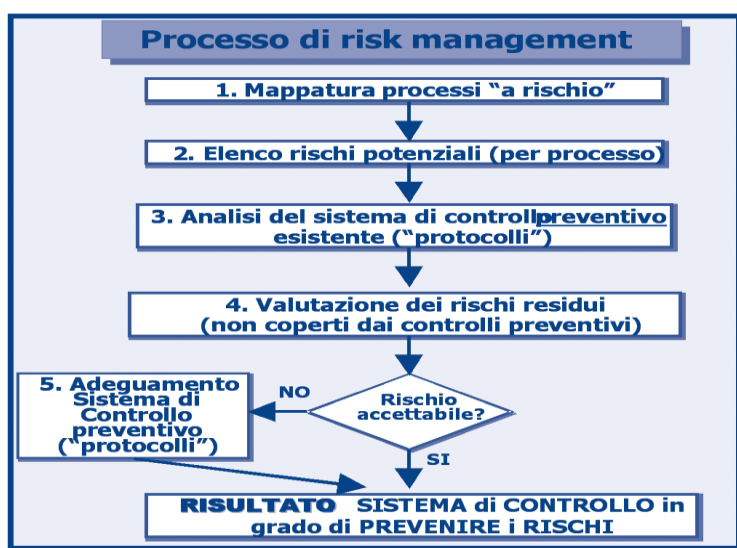 Processo di risk management
1. Mappatura processi “a rischio”
2. Elenco rischi potenziali (per processo)
3. Analisi del sistema di controllo preventivo
esistente (“protocolli”)
4. Valutazione dei rischi residui
(non coperti dai controlli preventivi)
5. Adeguamento
Sistema di
Controllo
preventivo
(“protocolli”)
NO
Rischio
accettabile?
SI
RISULTATO SISTEMA di CONTROLLO in
grado di PREVENIRE i RISCHI